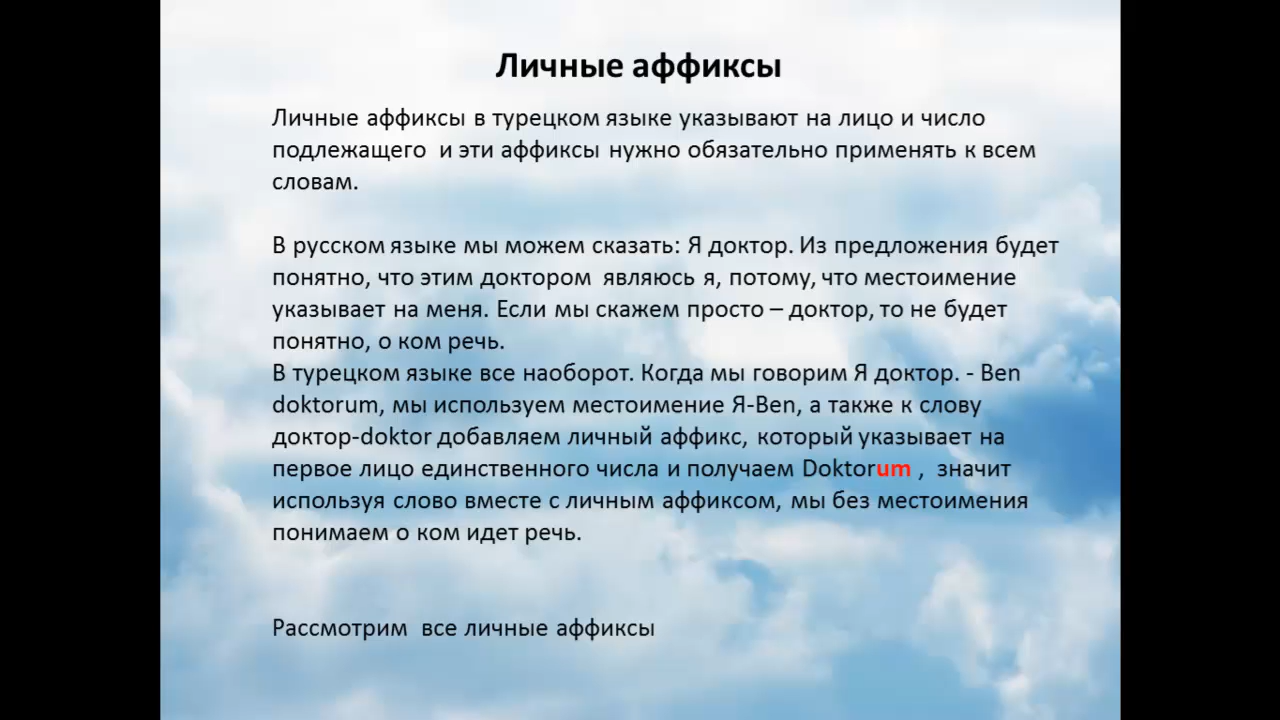 Личные аффиксы
Личные аффиксы в турецком языке указывают на лицо и число
подлежащего и эти аффиксы нужно обязательно применять к всем
словам.
В русском языке мы можем сказать: Я доктор. Из предложения будет
понятно, что этим доктором являюсь я, потому, что местоимение
указывает на меня. Если мы скажем просто – доктор, то не будет
понятно, о ком речь.
В турецком языке все наоборот. Когда мы говорим Я доктор. - Ben
doktorum, мы используем местоимение Я-Ben, а также к слову
доктор-doktor добавляем личный аффикс, который указывает на
первое лицо единственного числа и получаем Doktorum , значит
используя слово вместе с личным аффиксом, мы без местоимения
понимаем о ком идет речь.
Рассмотрим все личные аффиксы